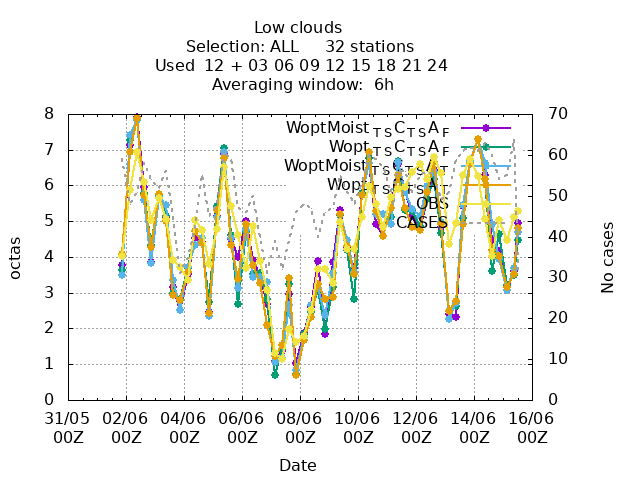 Low clouds
Selection: ALL 32 stations
Used 12 + 03 06 09 12 15 18 21 24
Averaging window: 6h
8 70
7 60
6 50
5 40
4 30
3 20
2 10
1 0
0
WoptMoist T S C T S A F
Wopt T S C T S A F
WoptMoist T S C T S A T
Wopt T S C T S A T
OBS
CASES
octas
No cases
31/05 02/06 04/06 06/06 08/06 10/06 12/06 14/06 16/06
00Z 00Z 00Z 00Z 00Z 00Z 00Z 00Z 00Z
Date